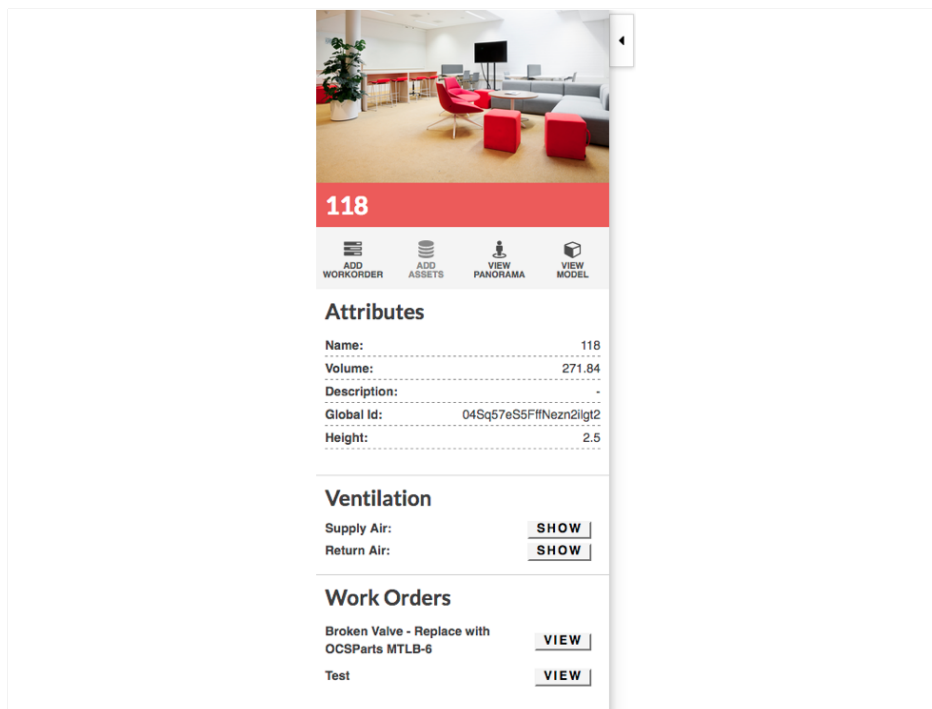 118
ADD WORKORDER
ADD ASSETS
VIEW PANORAMA
VIEW MODEL
Attributes
Name: 118
Volume: 271.84
Description: -
Global Id: 04Sq57eS5FffNezn2ilgt2
Height: 2.5
Ventilation
Supply Air: SHOW
Return Air: SHOW
Work Orders
Broken Valve - Replace with
OCSParts MTLB-6 VIEW
Test VIEW